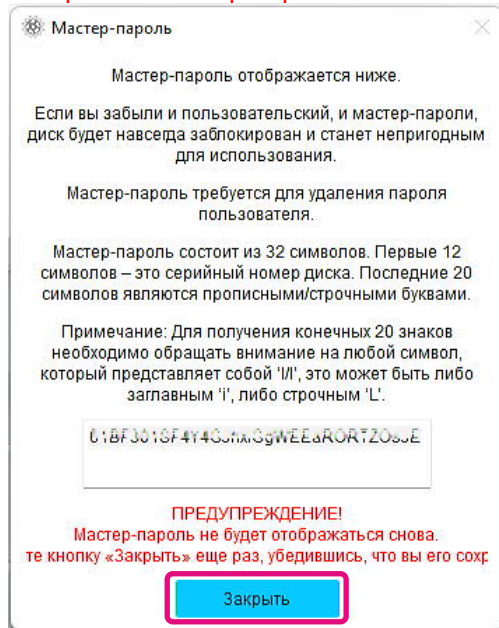 Мастер-пароль
Мастер-пароль отображается ниже.
Если вы забыли и пользовательский, и мастер-пароли,
диск будет навсегда заблокирован и станет непригодным
для использования.
Мастер-пароль требуется для удаления пароля
пользователя.
Мастер-пароль состоит из 32 символов. Первые 12
символов – это серийный номер диска. Последние 20
символов являются прописными/строчными буквами.
Примечание: Для получения конечных 20 знаков
необходимо обращать внимание на любой символ,
который представляет собой 'l/I', это может быть либо
заглавным 'i', либо строчным 'L'.
ПРЕДУПРЕЖДЕНИЕ!
Мастер-пароль не будет отображаться снова.
те кнопку «Закрыть» еще раз, убедившись, что вы его сохр
Закрыть